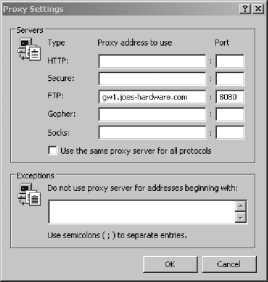 Proxy Settings
Servers
Type Proxy address to use Port
HTTP: :
Secure: :
FTP: gw1.joes-hardware.com : 8080
Gopher: :
Socks: :
Use the same proxy server for all protocols
Exceptions
Do not use proxy server for addresses beginning with:
Use semicolons ( ; ) to separate entries.
OK Cancel